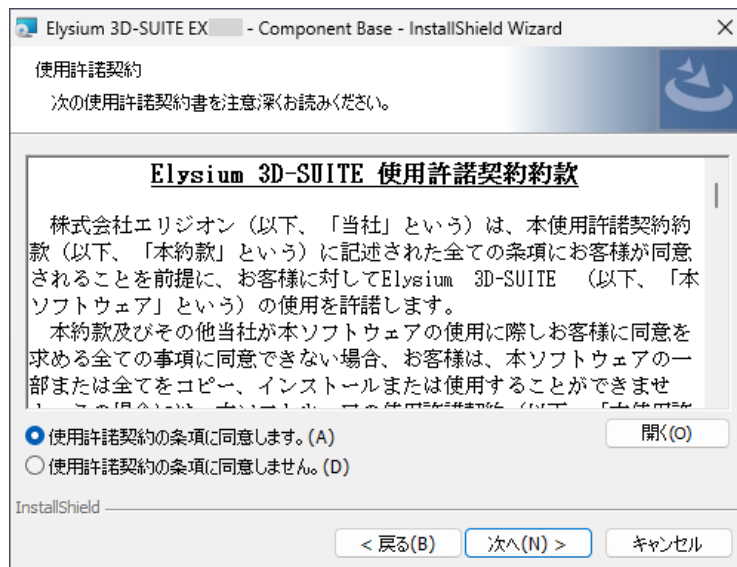 Elysium 3D-SUITE EX - Component Base - InstallShield Wizard
使用許諾契約
次の使用許諾契約書を注意深くお読みください。
Elysium 3D-SUITE 使用許諾契約約款
株式会社エリジオン（以下、「当社」という）は、本使用許諾契約約
款（以下、「本約款」という）に記述された全ての条項にお客様が同意
されることを前提に、お客様に対してElysium 3D-SUITE （以下、「本
ソフトウェア」という）の使用を許諾します。
本約款及びその他当社が本ソフトウェアの使用に際しお客様に同意を
求める全ての事項に同意できない場合、お客様は、本ソフトウェアの一
部または全てをコピー、インストールまたは使用することができませ
使用許諾契約の条項に同意します。(A)
開く(O)
使用許諾契約の条項に同意しません。(D)
InstallShield
< 戻る(B)
次へ(N) >
キャンセル